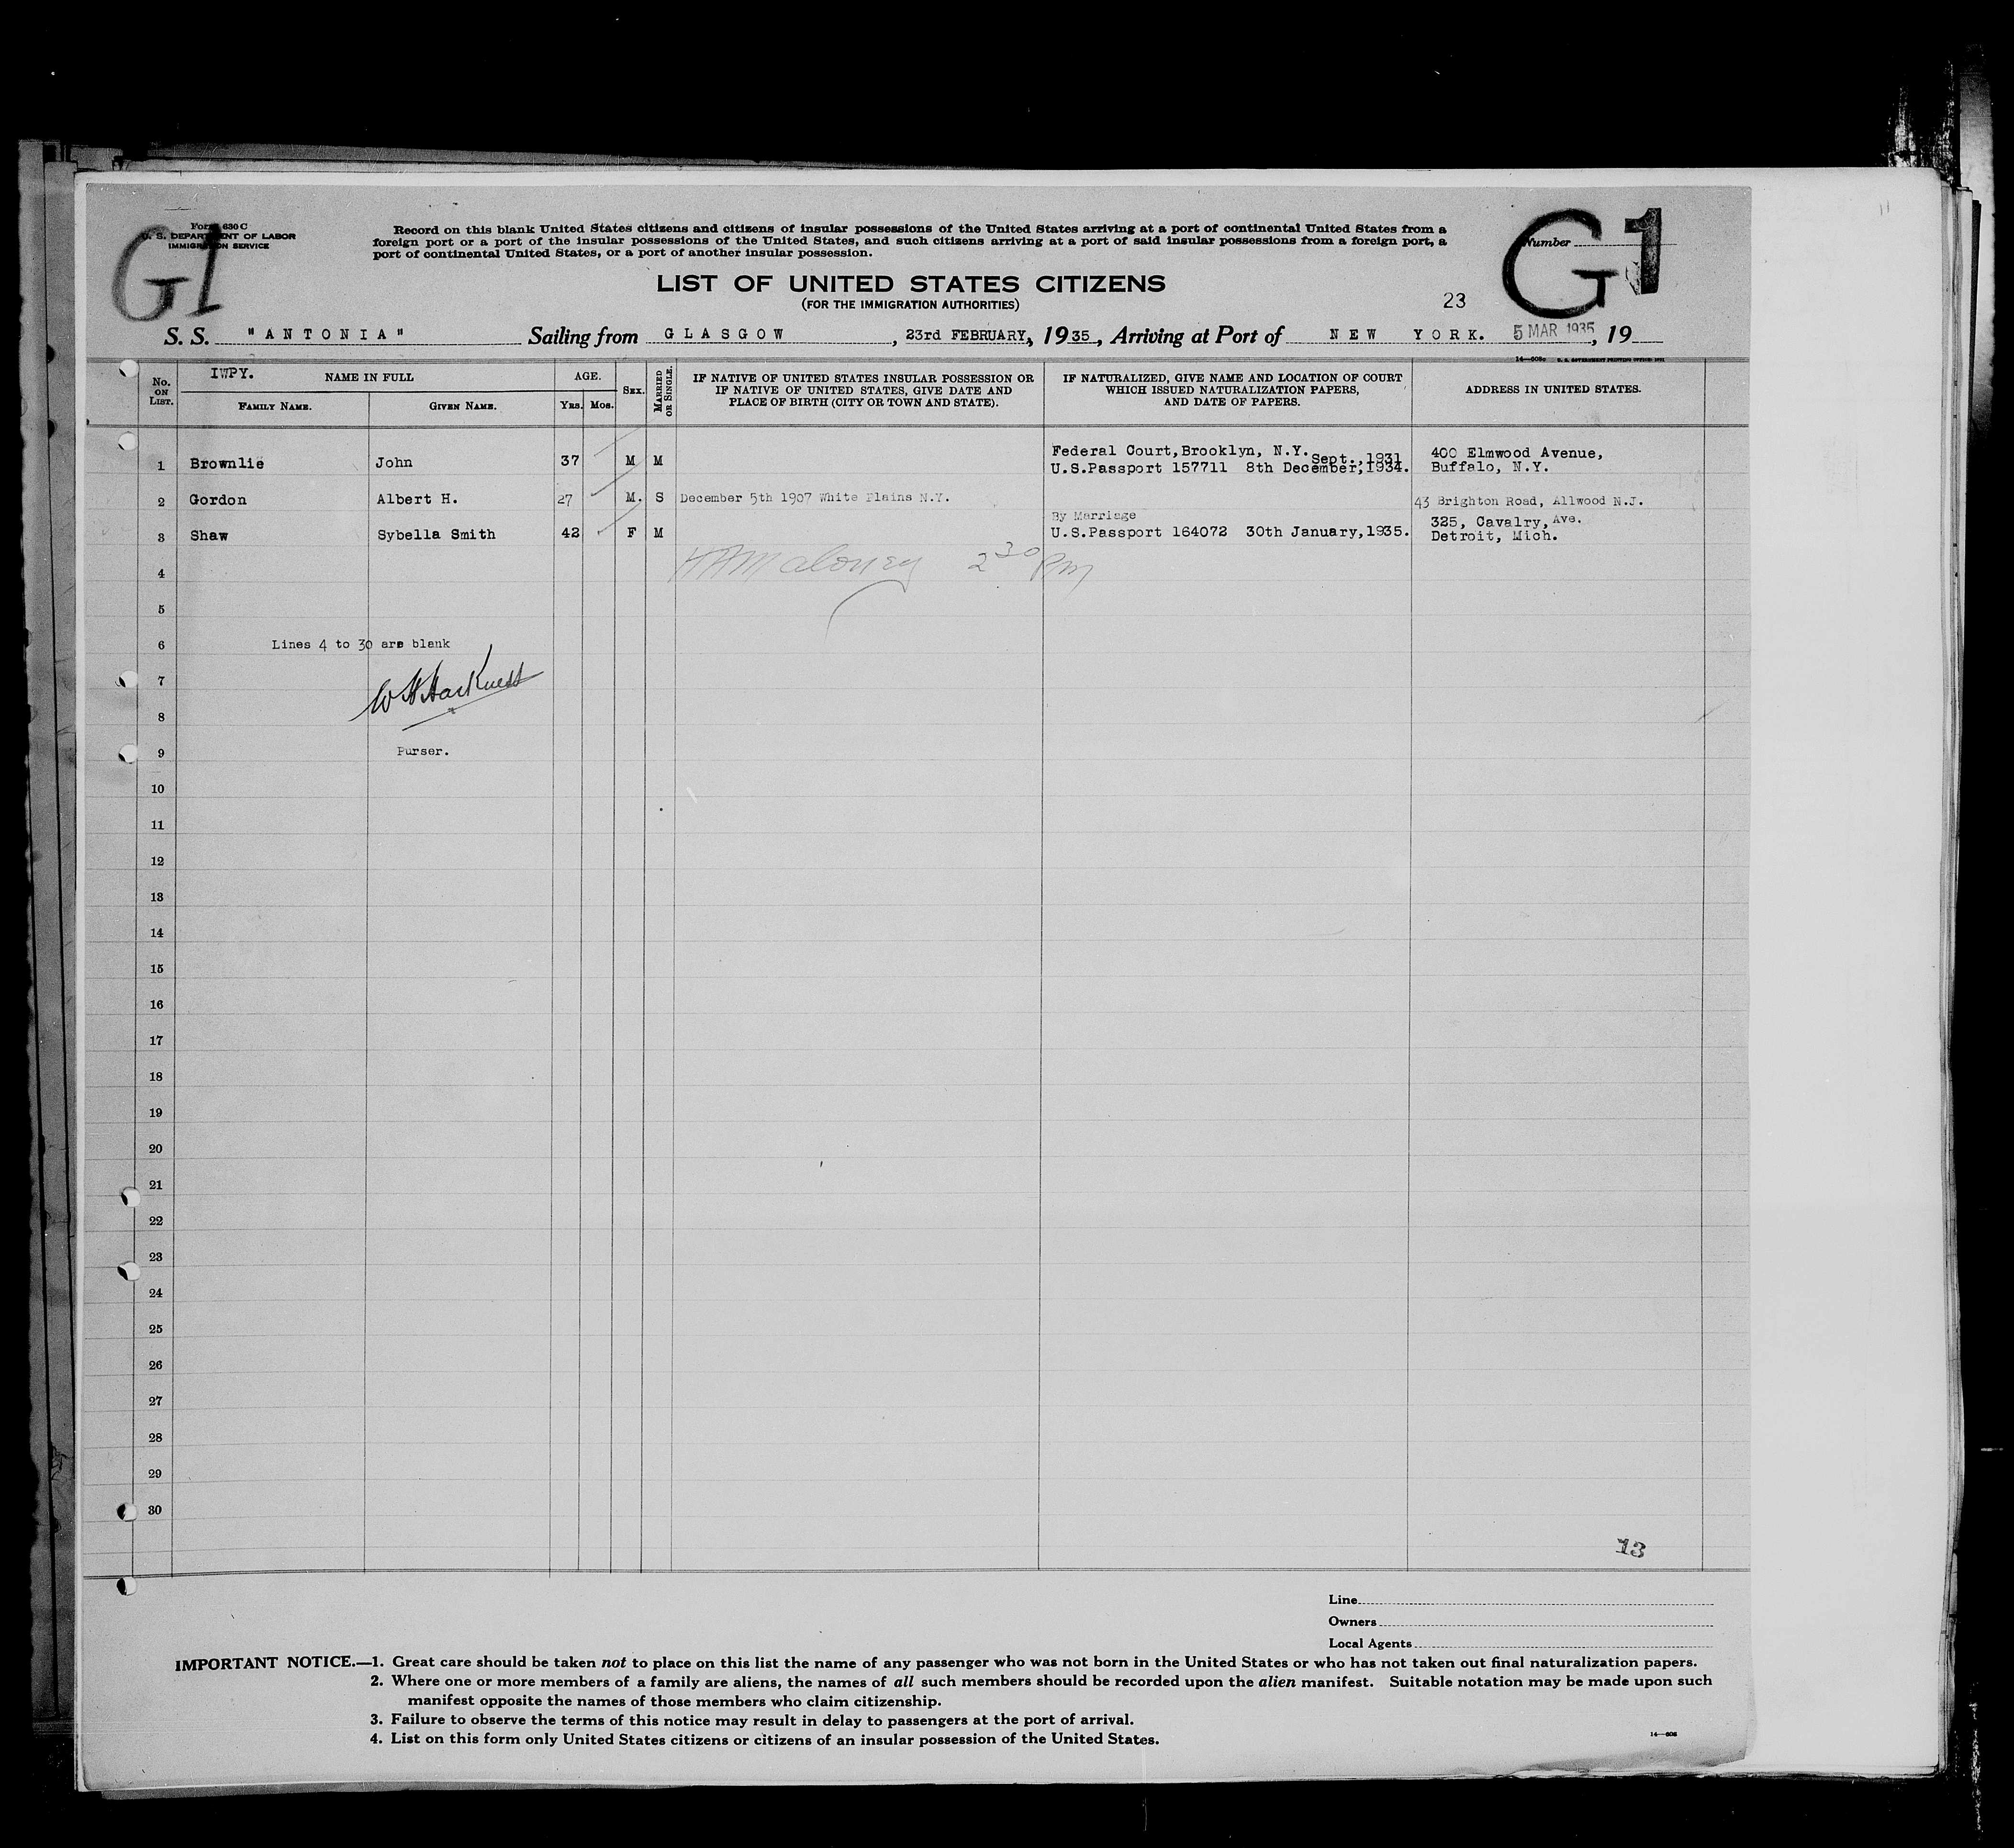 Form 630 C
U. S. DEPARTMENT OF LABOR
IMMIGRATION SERVICE
G1
Record on this blank United States citizens and citizens of insular possessions of the United States arriving at a port of continental United States from a
foreign port or a port of the insular possessions of the United States, and such citizens arriving at a port of said insular possessions from a foreign port, a
port of continental United States, or a port of another insular possession.
Number
G1
LIST OF UNITED STATES CITIZENS
(FOR THE IMMIGRATION AUTHORITIES)
23
S. S. "ANTONIA" Sailing from GLASGOW, 23rd FEBRUARY, 1935, Arriving at Port of NEW YORK. 5 MAR 1935, 19
No. ON LIST. IWPY. NAME IN FULL AGE. SEX. MARRIED OR SINGLE. IF NATIVE OF UNITED STATES INSULAR POSSESSION OR IF NATIVE OF UNITED STATES, GIVE DATE AND PLACE OF BIRTH (CITY OR TOWN AND STATE). IF NATURALIZED, GIVE NAME AND LOCATION OF COURT WHICH ISSUED NATURALIZATION PAPERS, AND DATE OF PAPERS. ADDRESS IN UNITED STATES.
FAMILY NAME. GIVEN NAME. Yrs. Mos.
1 Brownlie John 37 M M Federal Court, Brooklyn, N.Y. Sept. 1931 400 Elmwood Avenue,
U.S.Passport 157711 8th December, 1934. Buffalo, N.Y.
2 Gordon Albert H. 27 M. S December 5th 1907 White Plains N.Y. 43 Brighton Road, Allwood N.J.
By Marriage 325, Cavalry, Ave.
3 Shaw Sybella Smith 42 F M U.S.Passport 164072 30th January, 1935. Detroit, Mich.
4 Maloney 2 30 PM
5
6 Lines 4 to 30 are blank
7 W H Harkness
8
9 Purser.
10
11
12
13
14
15
16
17
18
19
20
21
22
23
24
25
26
27
28
29
30
13
Line
Owners
Local Agents
IMPORTANT NOTICE.—1. Great care should be taken not to place on this list the name of any passenger who was not born in the United States or who has not taken out final naturalization papers.
2. Where one or more members of a family are aliens, the names of all such members should be recorded upon the alien manifest. Suitable notation may be made upon such
manifest opposite the names of those members who claim citizenship.
3. Failure to observe the terms of this notice may result in delay to passengers at the port of arrival.
4. List on this form only United States citizens or citizens of an insular possession of the United States.